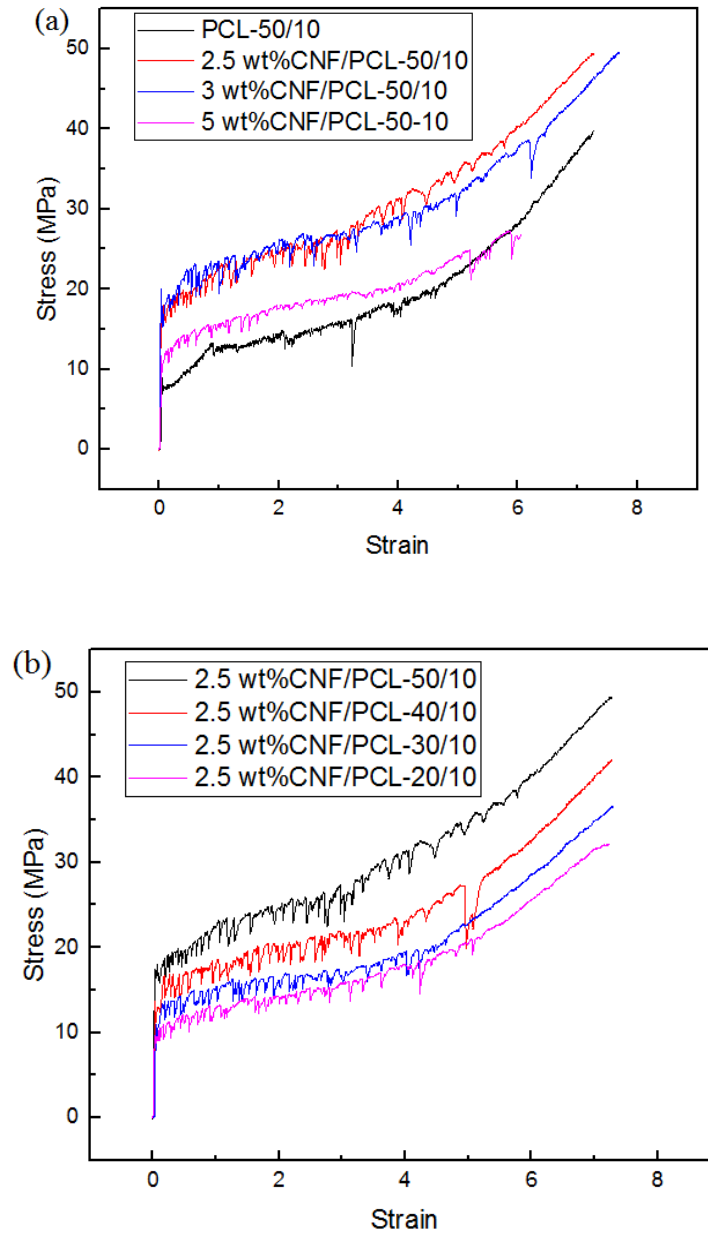 (a)
PCL-50/10
2.5 wt%CNF/PCL-50/10
3 wt%CNF/PCL-50/10
5 wt%CNF/PCL-50-10
50
40
30
20
10
0
Stress (MPa)
0 2 4 6 8
Strain
(b)
2.5 wt%CNF/PCL-50/10
2.5 wt%CNF/PCL-40/10
2.5 wt%CNF/PCL-30/10
2.5 wt%CNF/PCL-20/10
50
40
30
20
10
0
Stress (MPa)
0 2 4 6 8
Strain